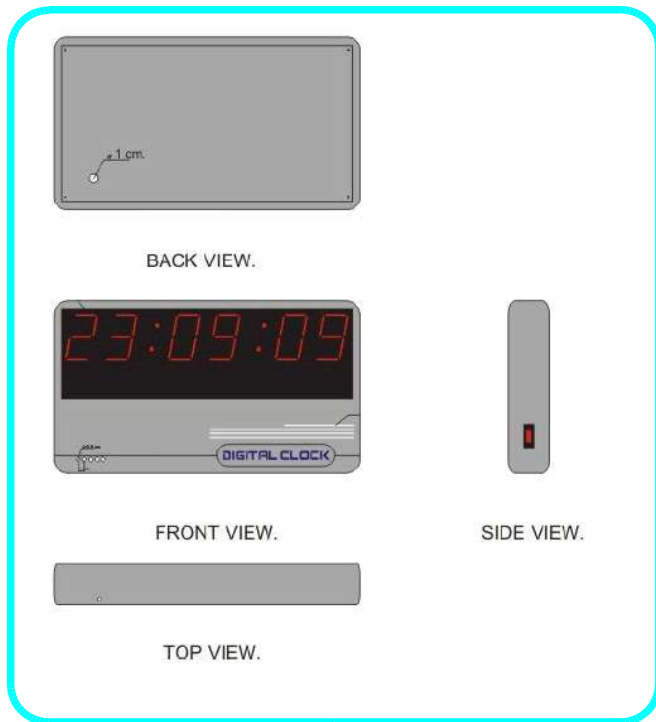 ø 1 cm.
BACK VIEW.
23:09:09
DIGITAL CLOCK
FRONT VIEW.
SIDE VIEW.
TOP VIEW.